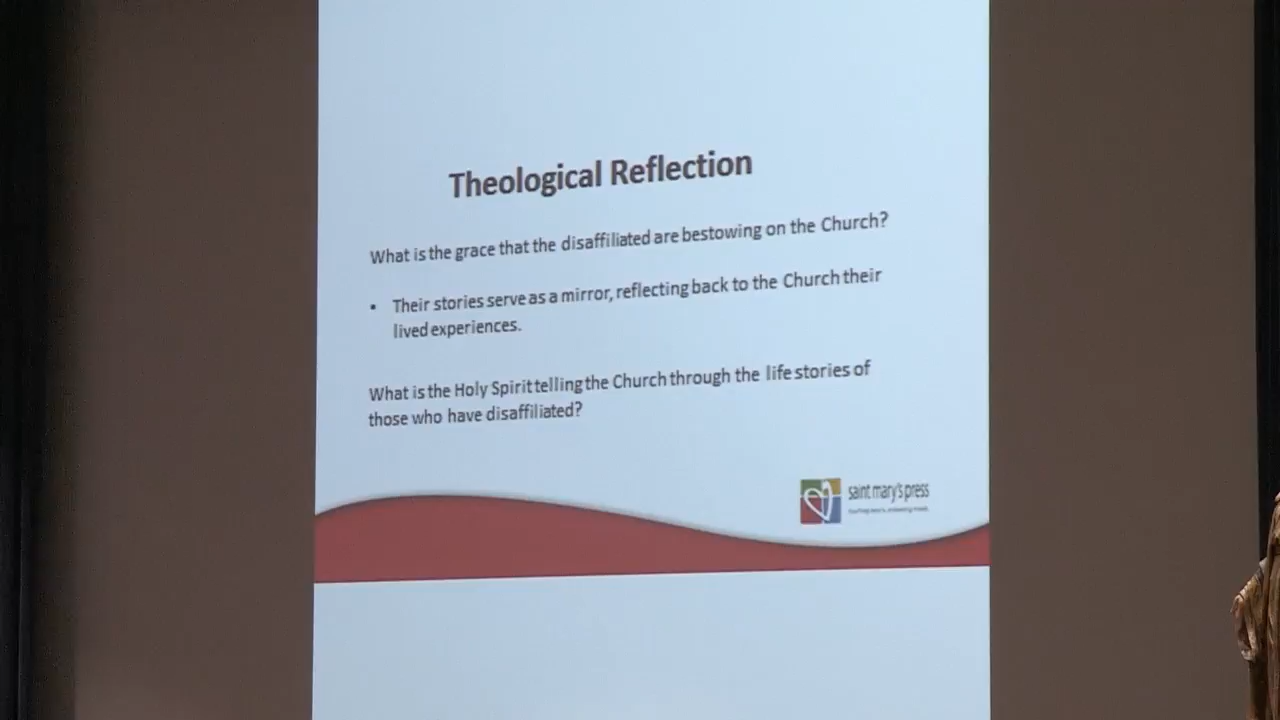 Theological Reflection
What is the grace that the disaffiliated are bestowing on the Church?
• Their stories serve as a mirror, reflecting back to the Church their
lived experiences.
What is the Holy Spirit telling the Church through the life stories of
those who have disaffiliated?
saint mary's press